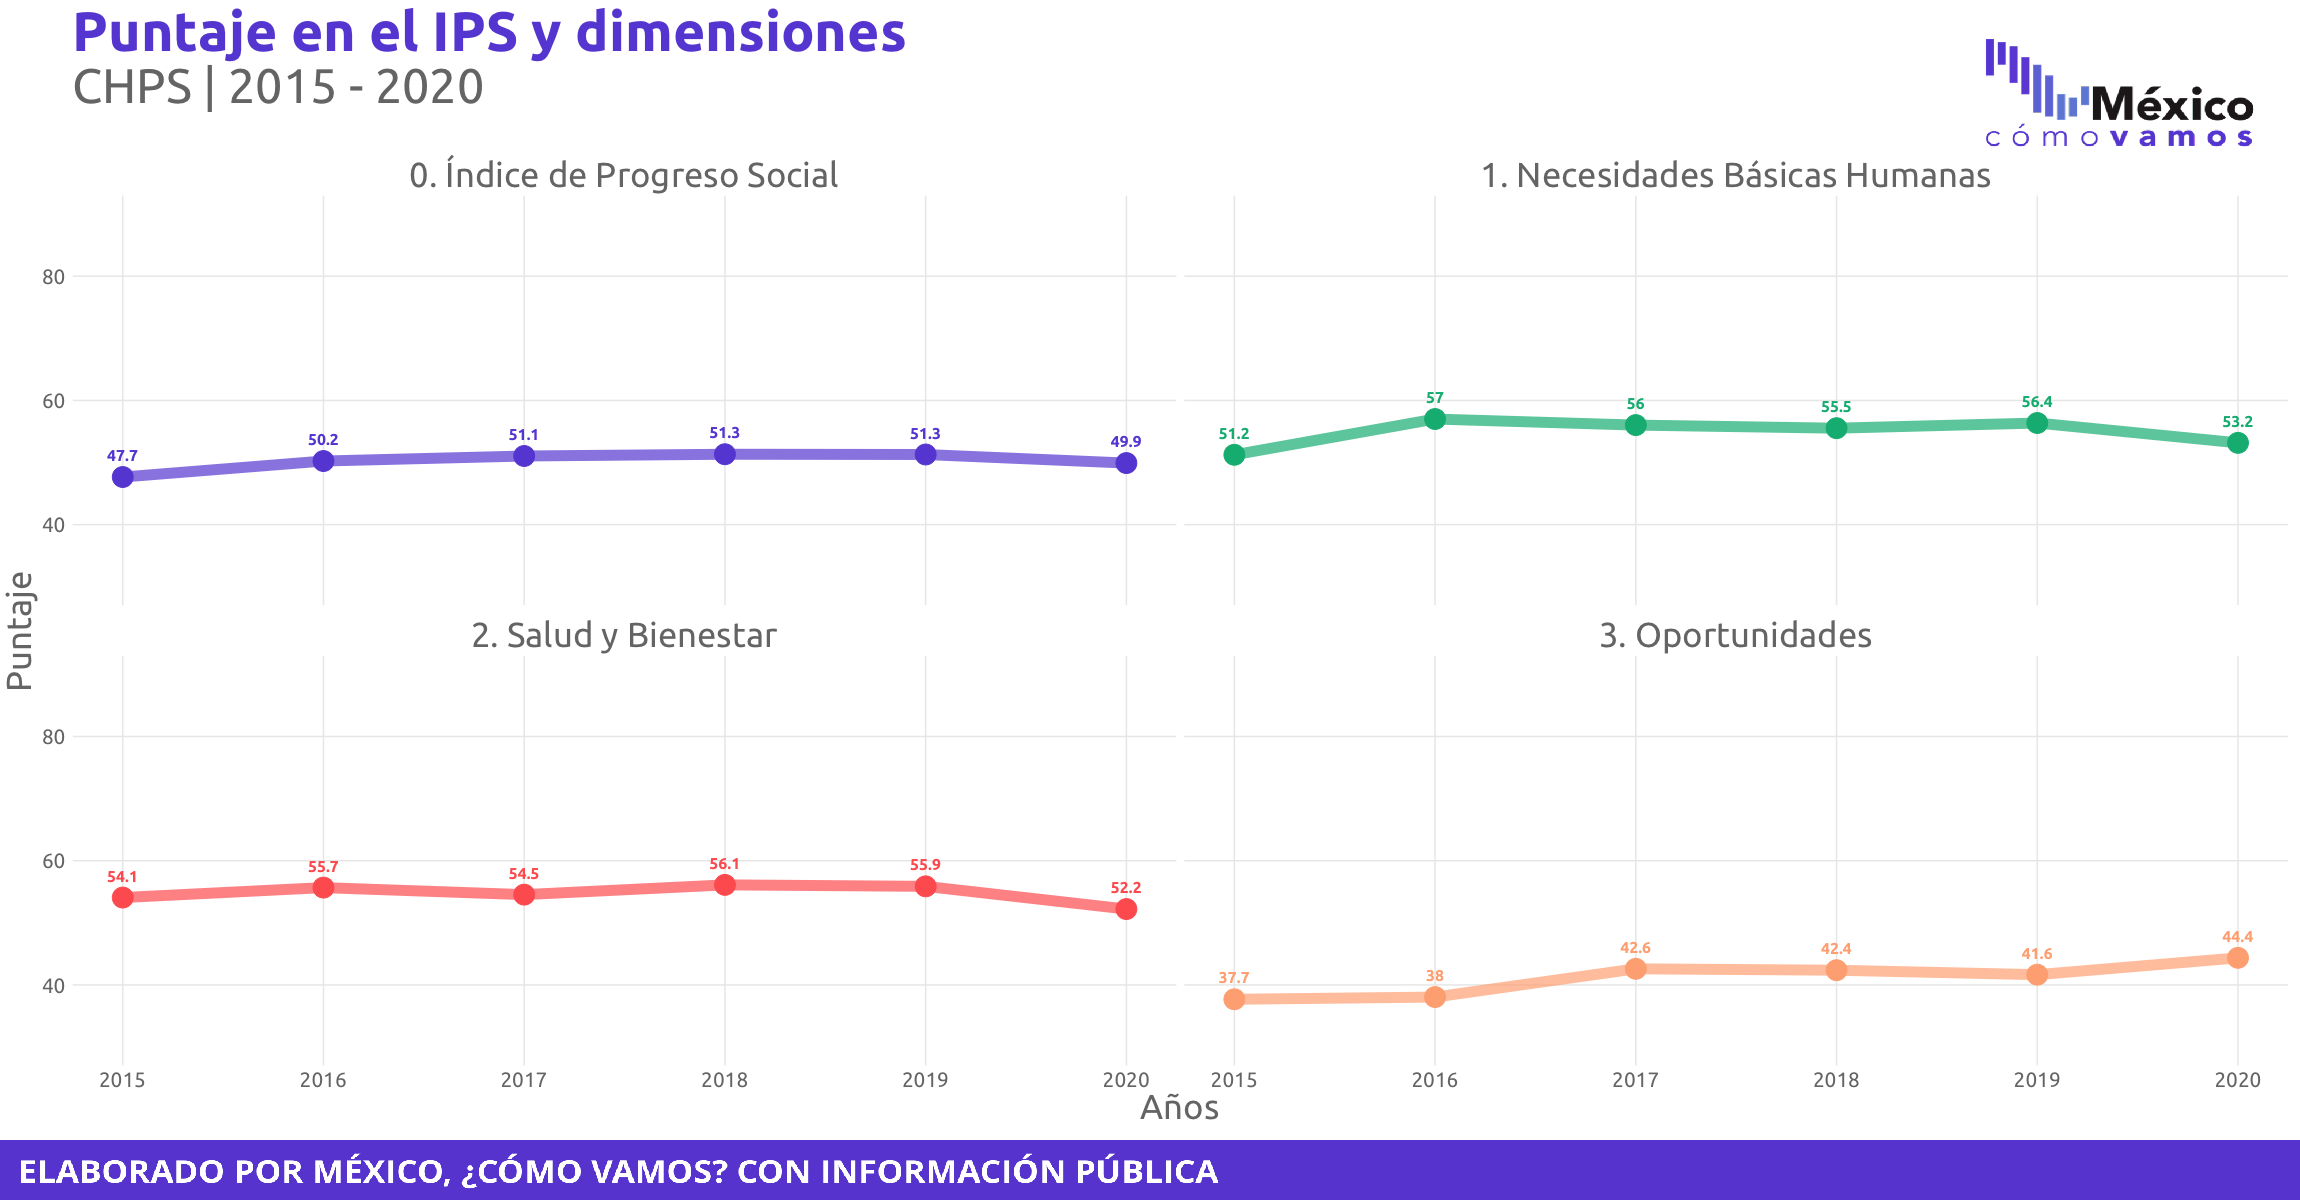 Puntaje en el IPS y dimensiones
CHPS | 2015 - 2020
México
cómovamos
0. Índice de Progreso Social
1. Necesidades Básicas Humanas
80
60
40
47.7 50.2 51.1 51.3 51.3 49.9
51.2 57 56 55.5 56.4 53.2
Puntaje
2. Salud y Bienestar
3. Oportunidades
80
60
40
54.1 55.7 54.5 56.1 55.9 52.2
37.7 38 42.6 42.4 41.6 44.4
2015 2016 2017 2018 2019 2020
2015 2016 2017 2018 2019 2020
Años
ELABORADO POR MÉXICO, ¿CÓMO VAMOS? CON INFORMACIÓN PÚBLICA